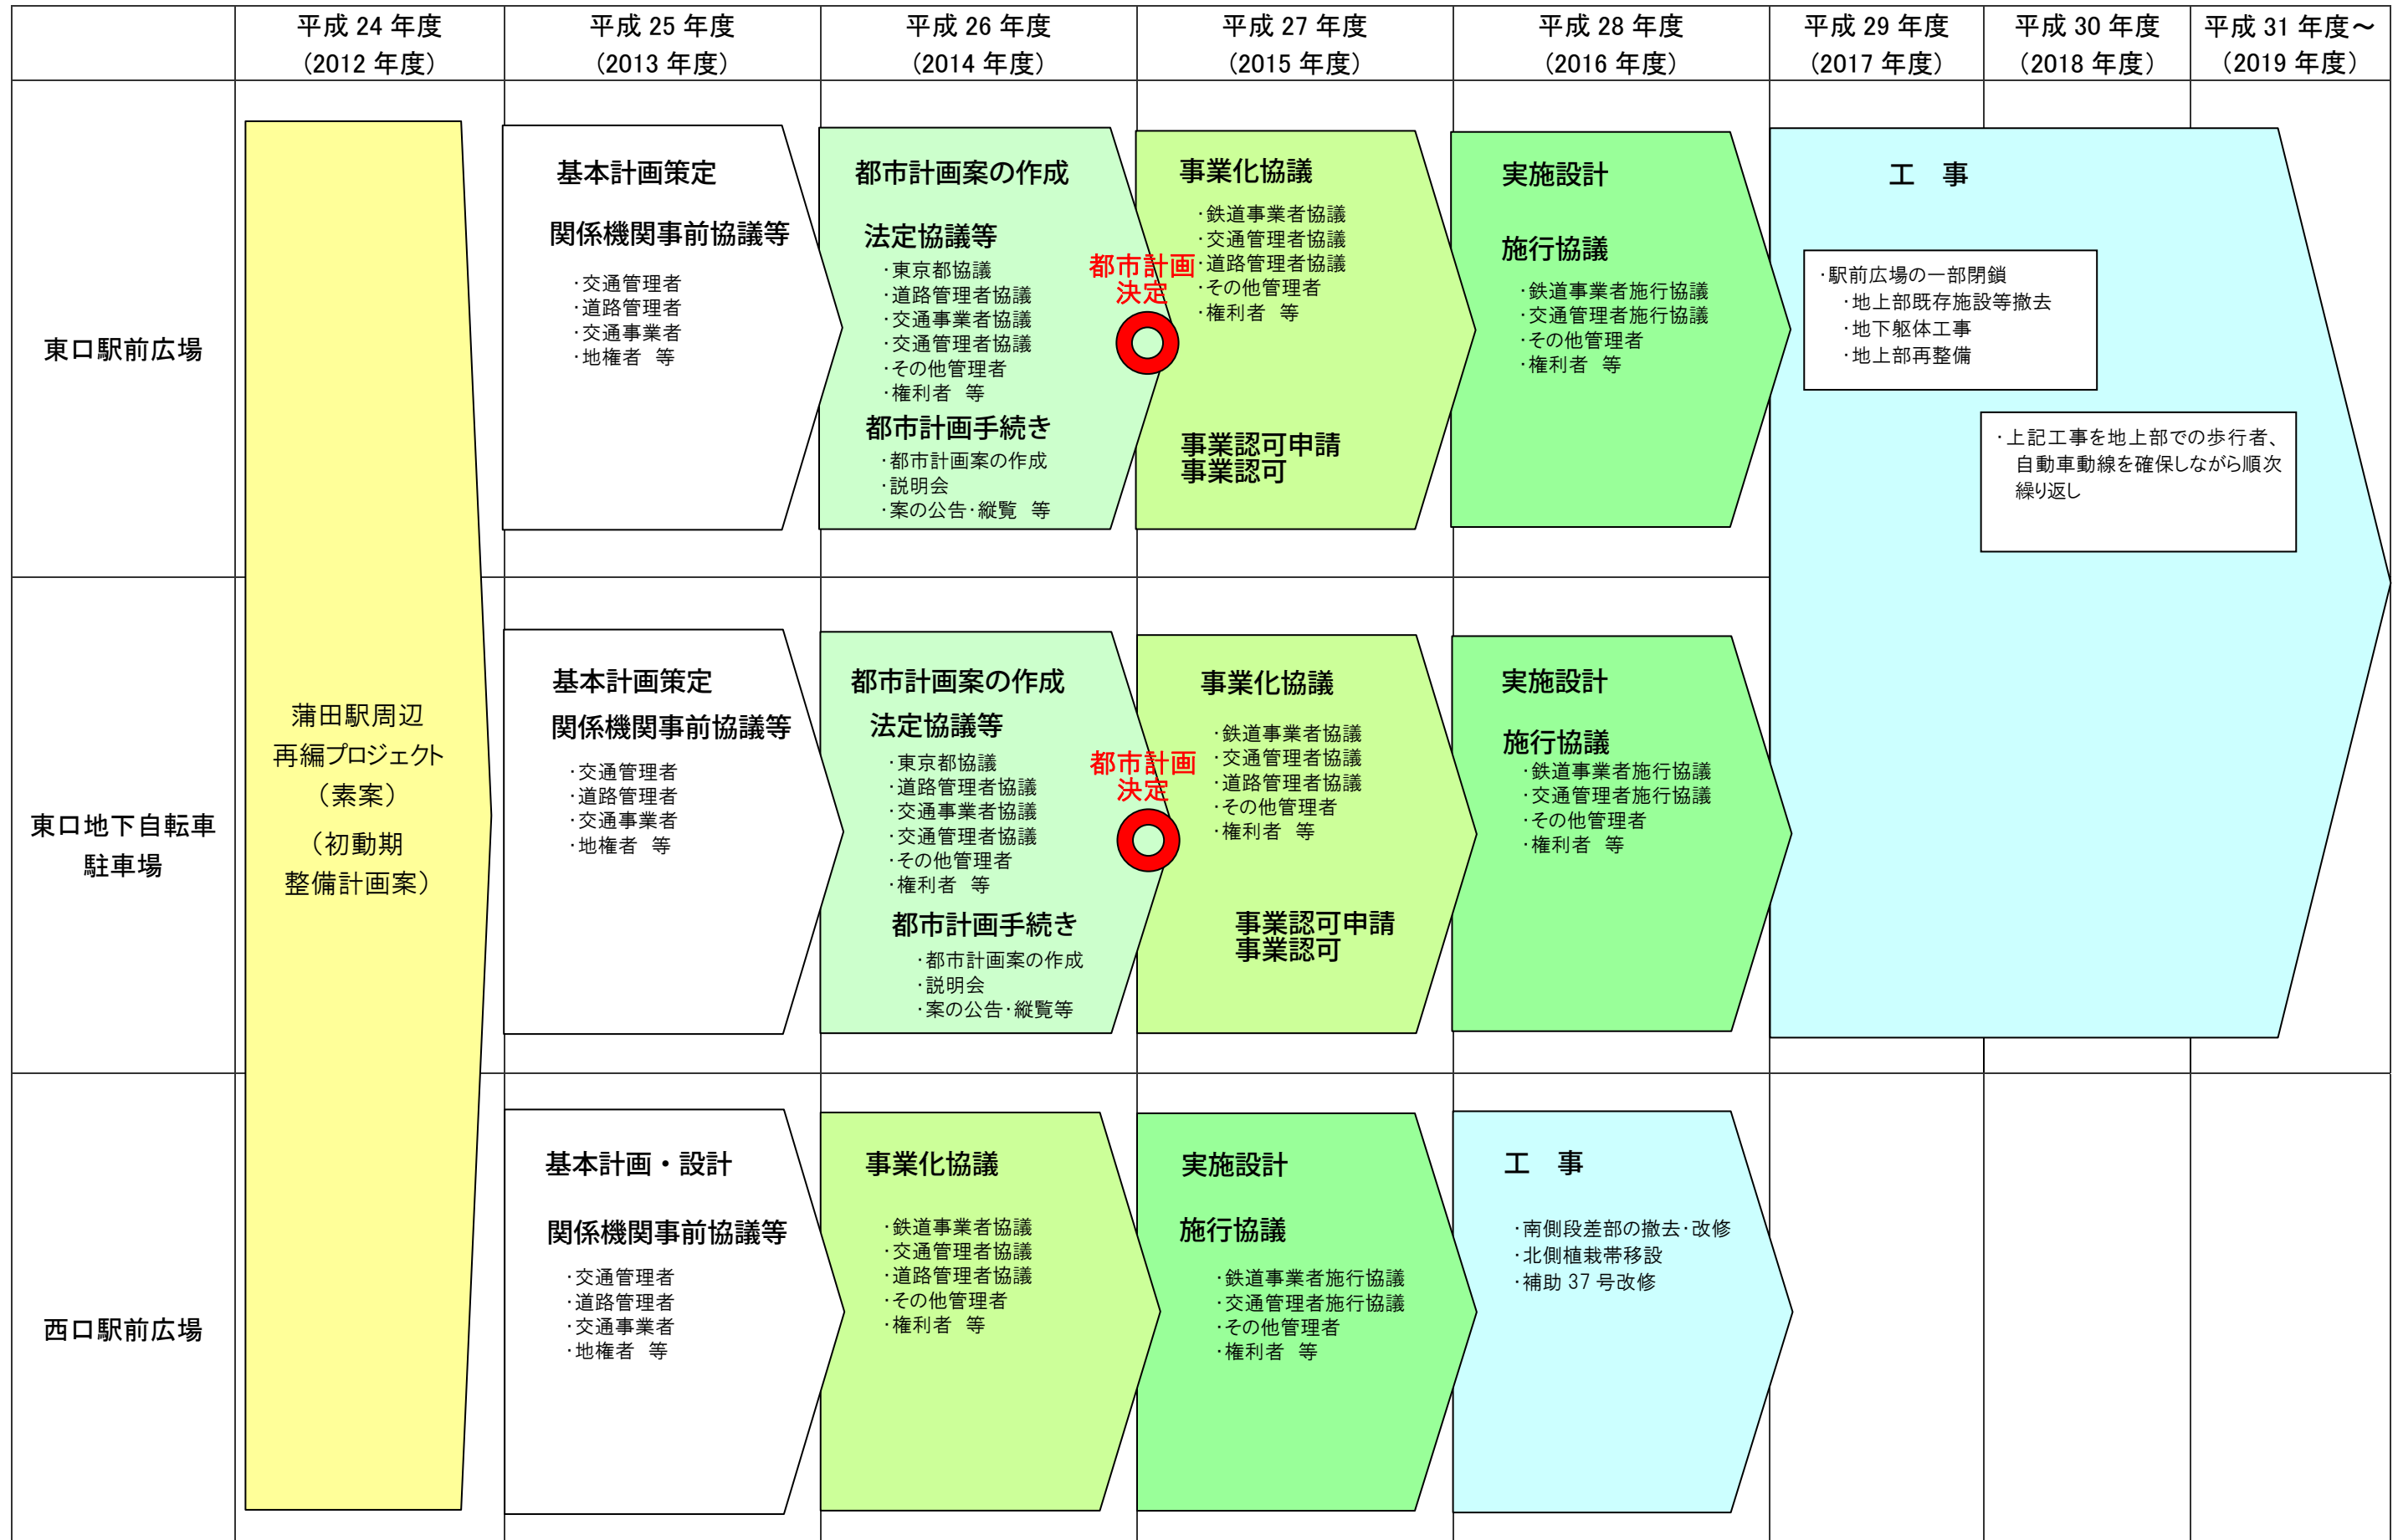 平成 24 年度
(2012 年度)
平成 25 年度
(2013 年度)
平成 26 年度
(2014 年度)
平成 27 年度
(2015 年度)
平成 28 年度
(2016 年度)
平成 29 年度
(2017 年度)
平成 30 年度
(2018 年度)
平成 31 年度～
(2019 年度)
蒲田駅周辺
再編プロジェクト
（素案）
（初動期
整備計画案）
東口駅前広場
基本計画策定
関係機関事前協議等
・交通管理者
・道路管理者
・交通事業者
・地権者 等
都市計画案の作成
法定協議等
・東京都協議
・道路管理者協議
・交通事業者協議
・交通管理者協議
・その他管理者
・権利者 等
都市計画手続き
・都市計画案の作成
・説明会
・案の公告・縦覧 等
都市計画
決定
事業化協議
・鉄道事業者協議
・交通管理者協議
・道路管理者協議
・その他管理者
・権利者 等
事業認可申請
事業認可
実施設計
施行協議
・鉄道事業者施行協議
・交通管理者施行協議
・その他管理者
・権利者 等
工 事
・駅前広場の一部閉鎖
・地上部既存施設等撤去
・地下躯体工事
・地上部再整備
・上記工事を地上部での歩行者、
自動車動線を確保しながら順次
繰り返し
東口地下自転車
駐車場
基本計画策定
関係機関事前協議等
・交通管理者
・道路管理者
・交通事業者
・地権者 等
都市計画案の作成
法定協議等
・東京都協議
・道路管理者協議
・交通事業者協議
・交通管理者協議
・その他管理者
・権利者 等
都市計画手続き
・都市計画案の作成
・説明会
・案の公告・縦覧等
都市計画
決定
事業化協議
・鉄道事業者協議
・交通管理者協議
・道路管理者協議
・その他管理者
・権利者 等
事業認可申請
事業認可
実施設計
施行協議
・鉄道事業者施行協議
・交通管理者施行協議
・その他管理者
・権利者 等
西口駅前広場
基本計画・設計
関係機関事前協議等
・交通管理者
・道路管理者
・交通事業者
・地権者 等
事業化協議
・鉄道事業者協議
・交通管理者協議
・道路管理者協議
・その他管理者
・権利者 等
実施設計
施行協議
・鉄道事業者施行協議
・交通管理者施行協議
・その他管理者
・権利者 等
工 事
・南側段差部の撤去・改修
・北側植栽帯移設
・補助 37 号改修